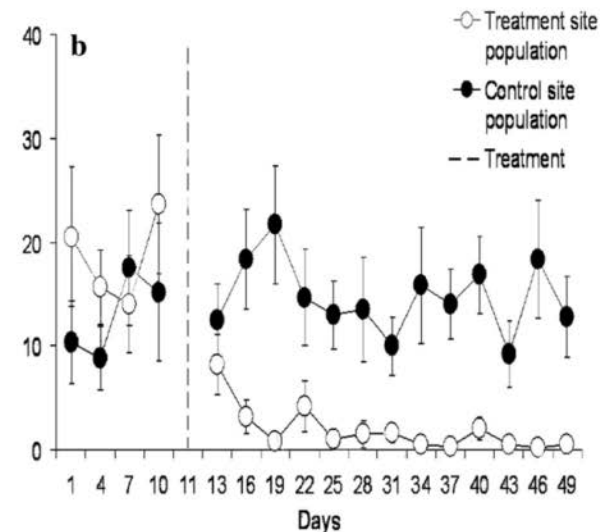 b
Treatment site
population
Control site
population
Treatment
40
30
20
10
0
1 4 7 10 11 13 16 19 22 25 28 31 34 37 40 43 46 49
Days